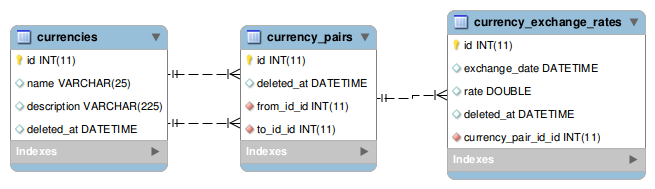 currencies
id INT(11)
name VARCHAR(25)
description VARCHAR(225)
deleted_at DATETIME
Indexes
currency_pairs
id INT(11)
deleted_at DATETIME
from_id_id INT(11)
to_id_id INT(11)
Indexes
currency_exchange_rates
id INT(11)
exchange_date DATETIME
rate DOUBLE
deleted_at DATETIME
currency_pair_id_id INT(11)
Indexes